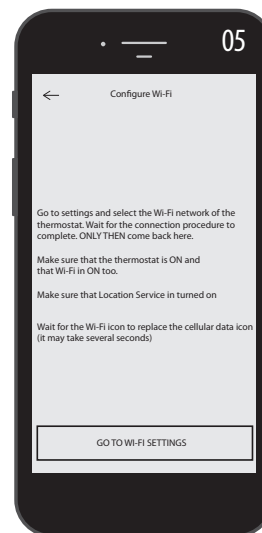 05
Configure Wi-Fi
Go to settings and select the Wi-Fi network of the
thermostat. Wait for the connection procedure to
complete. ONLY THEN come back here.
Make sure that the thermostat is ON and
that Wi-Fi in ON too.
Make sure that Location Service in turned on
Wait for the Wi-Fi icon to replace the cellular data icon
(it may take several seconds)
GO TO WI-FI SETTINGS